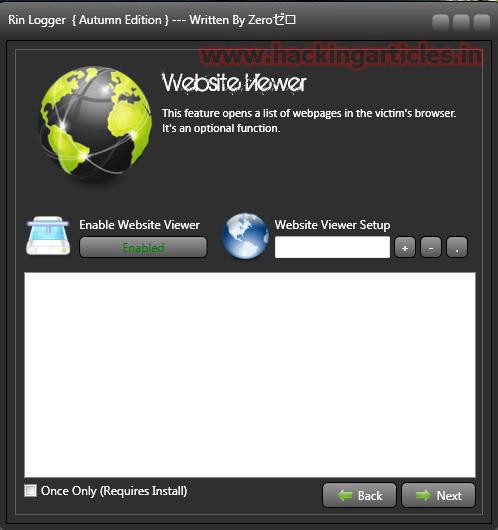 Rin Logger { Autumn Edition } --- Written By Zeroゼロ
www.hackingarticles.in
Website Viewer
This feature opens a list of webpages in the victim's browser.
It's an optional function.
Enable Website Viewer
Enabled
Website Viewer Setup
+ - .
Once Only (Requires Install)
Back
Next